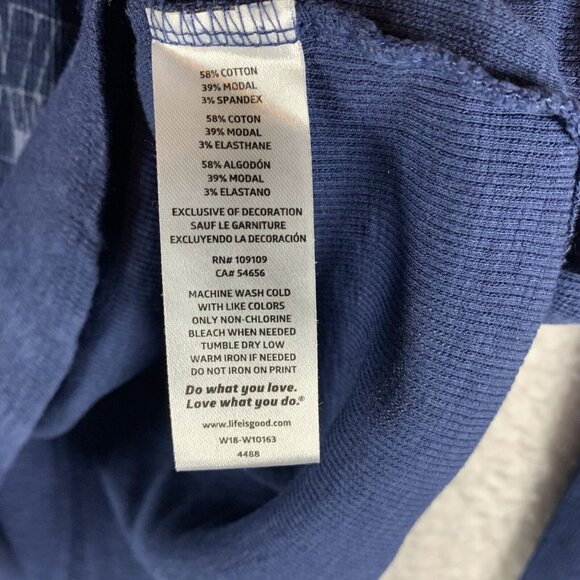 58% COTTON
39% MODAL
3% SPANDEX
58% COTON
39% MODAL
3% ELASTHANE
58% ALGODÓN
39% MODAL
3% ELASTANO
EXCLUSIVE OF DECORATION
SAUF LE GARNITURE
EXCLUYENDO LA DECORACIÓN
RN# 109109
CA# 54656
MACHINE WASH COLD
WITH LIKE COLORS
ONLY NON-CHLORINE
BLEACH WHEN NEEDED
TUMBLE DRY LOW
WARM IRON IF NEEDED
DO NOT IRON ON PRINT
Do what you love.
Love what you do.®
www.lifeisgood.com
W18-W10163
4488